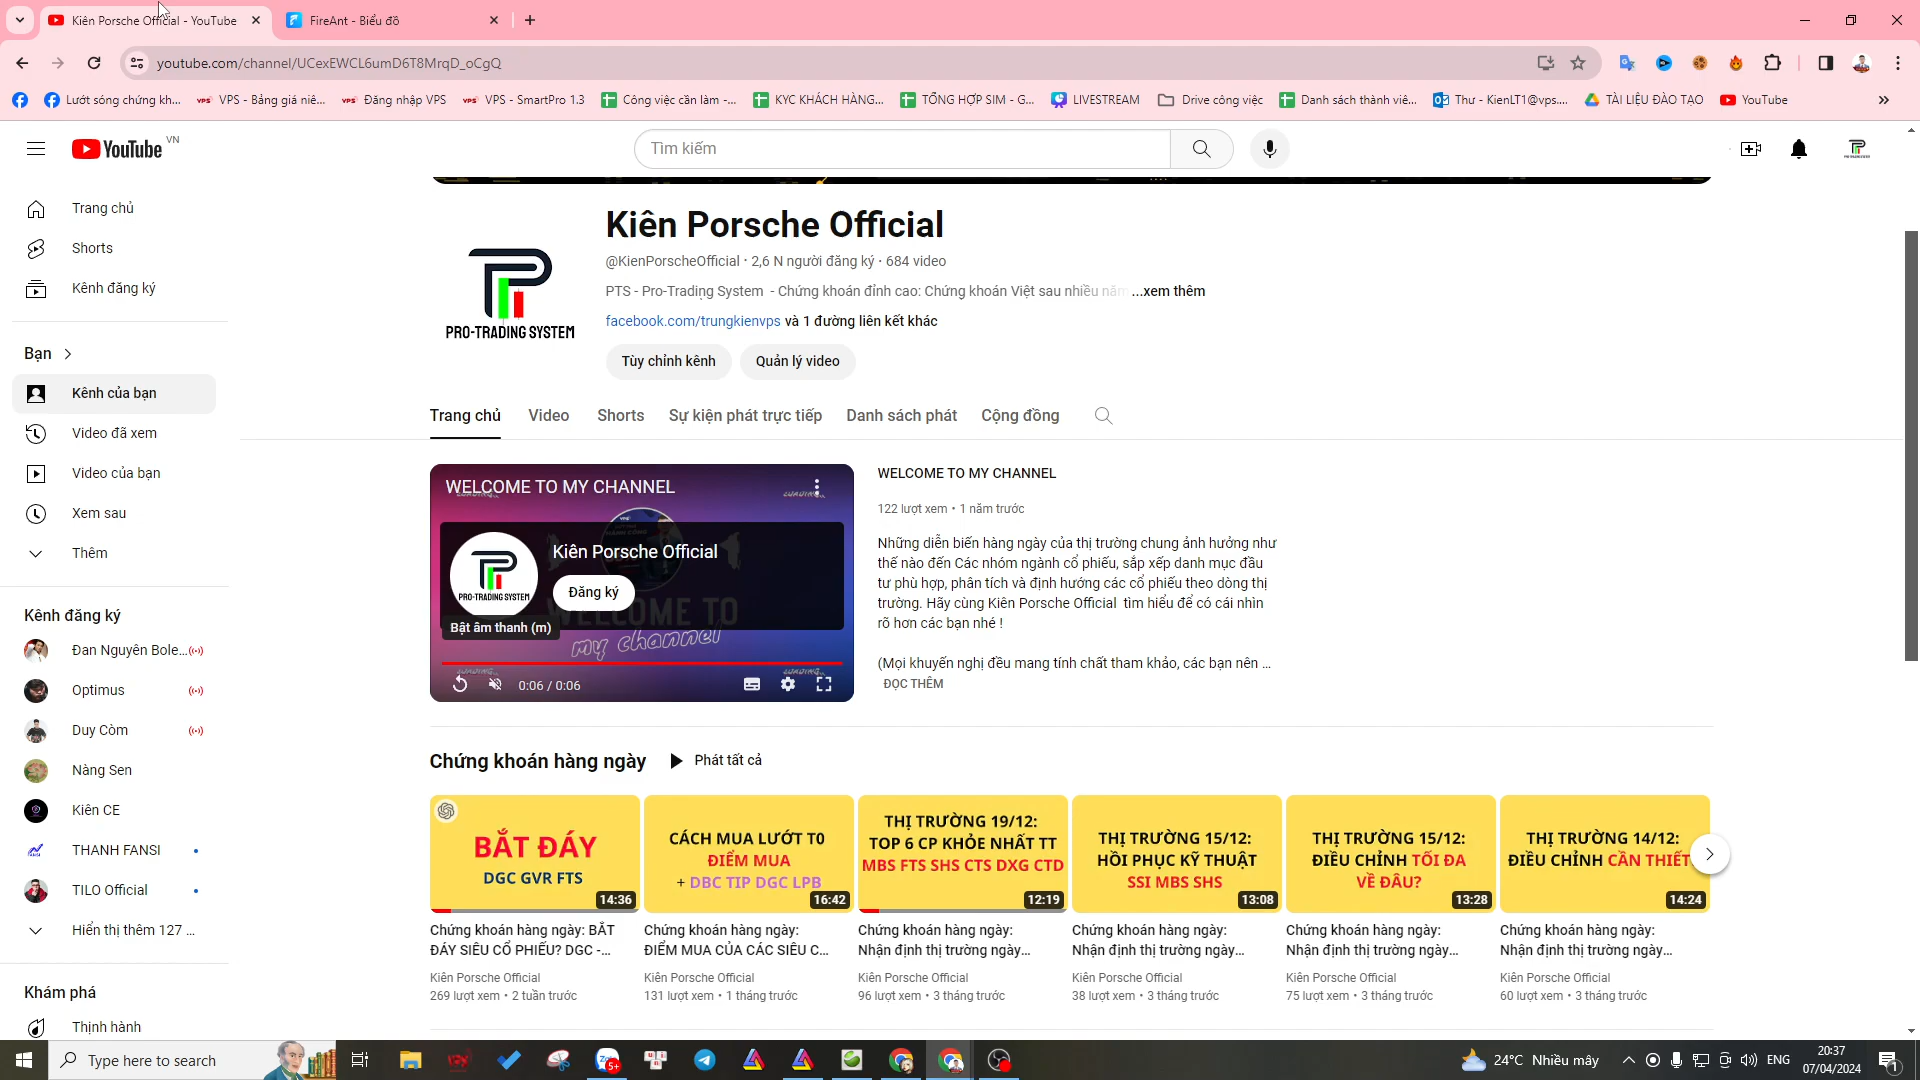 Kiên Porsche Official - YouTube
FireAnt - Biểu đồ
youtube.com/channel/UCexEWCL6umD6T8MrqD_oCgQ
Lướt sóng chứng kh...
VPS - Bảng giá niê...
Đăng nhập VPS
VPS - SmartPro 1.3
Công việc cần làm -...
KYC KHÁCH HÀNG...
TỔNG HỢP SIM - G...
LIVESTREAM
Drive công việc
Danh sách thành viê...
Thư - KienLT1@vps....
TÀI LIỆU ĐÀO TẠO
YouTube
YouTube VN
Tìm kiếm
Trang chủ
Shorts
Kênh đăng ký
Bạn
Kênh của bạn
Video đã xem
Video của bạn
Xem sau
Thêm
Kênh đăng ký
Đan Nguyên Bole...
Optimus
Duy Còm
Nàng Sen
Kiên CE
THANH FANSI
TILO Official
Hiển thị thêm 127 ...
Khám phá
Thịnh hành
PRO-TRADING SYSTEM
Kiên Porsche Official
@KienPorscheOfficial • 2,6 N người đăng ký • 684 video
PTS - Pro-Trading System - Chứng khoán đỉnh cao: Chứng khoán Việt sau nhiều năm ...xem thêm
facebook.com/trungkienvps và 1 đường liên kết khác
Tùy chỉnh kênh
Quản lý video
Trang chủ
Video
Shorts
Sự kiện phát trực tiếp
Danh sách phát
Cộng đồng
WELCOME TO MY CHANNEL
Kiên Porsche Official
PRO-TRADING SYSTEM
Đăng ký
WELCOME TO
my channel
Bật âm thanh (m)
0:06 / 0:06
WELCOME TO MY CHANNEL
122 lượt xem • 1 năm trước
Những diễn biến hàng ngày của thị trường chung ảnh hưởng như
thế nào đến Các nhóm ngành cổ phiếu, sắp xếp danh mục đầu
tư phù hợp, phân tích và định hướng các cổ phiếu theo dòng thị
trường. Hãy cùng Kiên Porsche Official tìm hiểu để có cái nhìn
rõ hơn các bạn nhé !
(Mọi khuyến nghị đều mang tính chất tham khảo, các bạn nên ...
ĐỌC THÊM
Chứng khoán hàng ngày
Phát tất cả
BẮT ĐÁY
DGC GVR FTS
14:36
Chứng khoán hàng ngày: BẮT
ĐÁY SIÊU CỔ PHIẾU? DGC -...
Kiên Porsche Official
269 lượt xem • 2 tuần trước
CÁCH MUA LƯỚT T0
ĐIỂM MUA
+ DBC TIP DGC LPB
16:42
Chứng khoán hàng ngày:
ĐIỂM MUA CỦA CÁC SIÊU C...
Kiên Porsche Official
131 lượt xem • 1 tháng trước
THỊ TRƯỜNG 19/12:
TOP 6 CP KHỎE NHẤT TT
MBS FTS SHS CTS DXG CTD
12:19
Chứng khoán hàng ngày:
Nhận định thị trường ngày...
Kiên Porsche Official
96 lượt xem • 3 tháng trước
THỊ TRƯỜNG 15/12:
HỒI PHỤC KỸ THUẬT
SSI MBS SHS
13:08
Chứng khoán hàng ngày:
Nhận định thị trường ngày...
Kiên Porsche Official
38 lượt xem • 3 tháng trước
THỊ TRƯỜNG 15/12:
ĐIỀU CHỈNH TỐI ĐA
VỀ ĐÂU?
13:28
Chứng khoán hàng ngày:
Nhận định thị trường ngày...
Kiên Porsche Official
75 lượt xem • 3 tháng trước
THỊ TRƯỜNG 14/12:
ĐIỀU CHỈNH CẦN THIẾT
14:24
Chứng khoán hàng ngày:
Nhận định thị trường ngày...
Kiên Porsche Official
60 lượt xem • 3 tháng trước
Type here to search
24°C Nhiều mây
ENG
20:37
07/04/2024